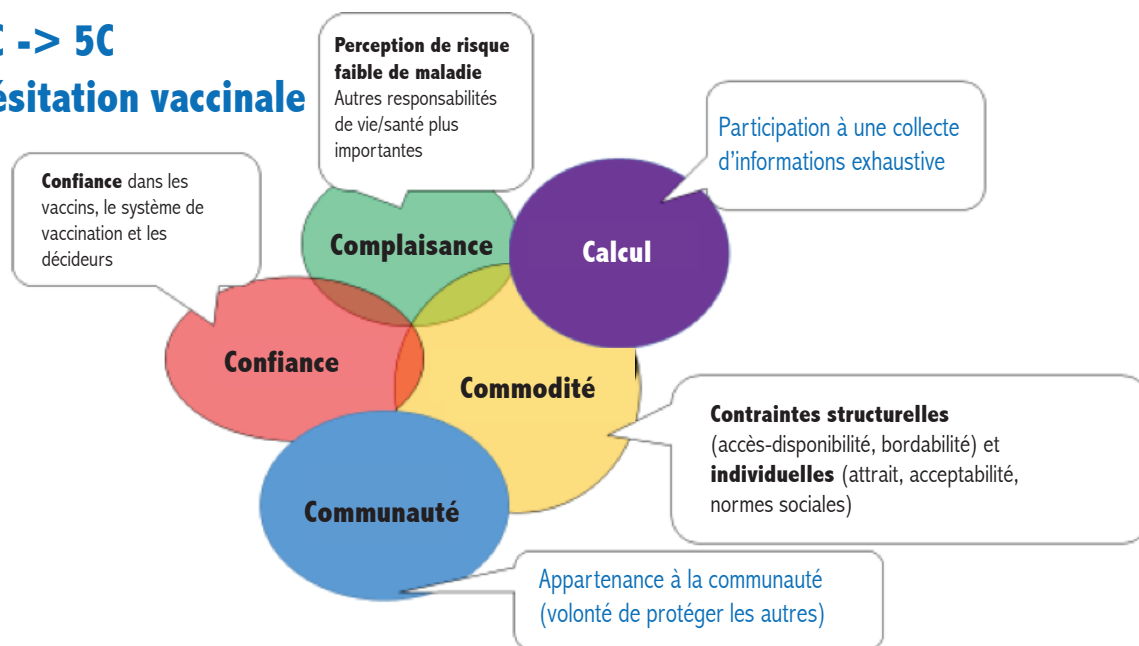 -> 5C
ésitation vaccinale
Perception de risque
faible de maladie
Autres responsabilités
de vie/santé plus
importantes
Participation à une collecte
d'informations exhaustive
Confiance dans les
vaccins, le système de
vaccination et les
décideurs
Complaisance
Calcul
Confiance
Commodité
Contraintes structurelles
(accès-disponibilité, bordabilité) et
individuelles (attrait, acceptabilité,
normes sociales)
Communauté
Appartenance à la communauté
(volonté de protéger les autres)